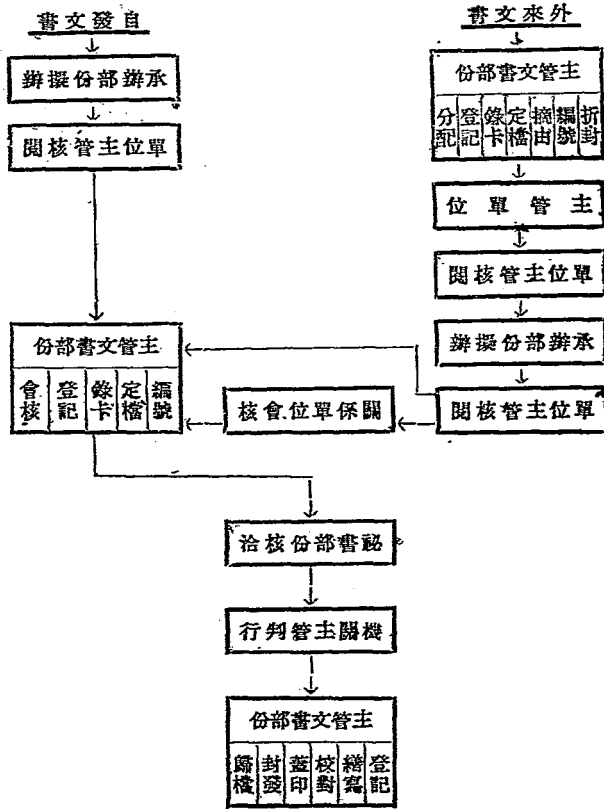 外來文書
主管文書部份
折封
編號
摘由
定檔
錄卡
登記
分配
主管單位
單位主管核閱
承辦部份擬辦
單位主管核閱
關係單位會核
自發文書
承辦部份擬辦
單位主管核閱
主管文書部份
編號
定檔
錄卡
登記
會核
祕書部份核洽
機關主管判行
主管文書部份
登記
繕寫
校對
蓋印
封發
歸檔